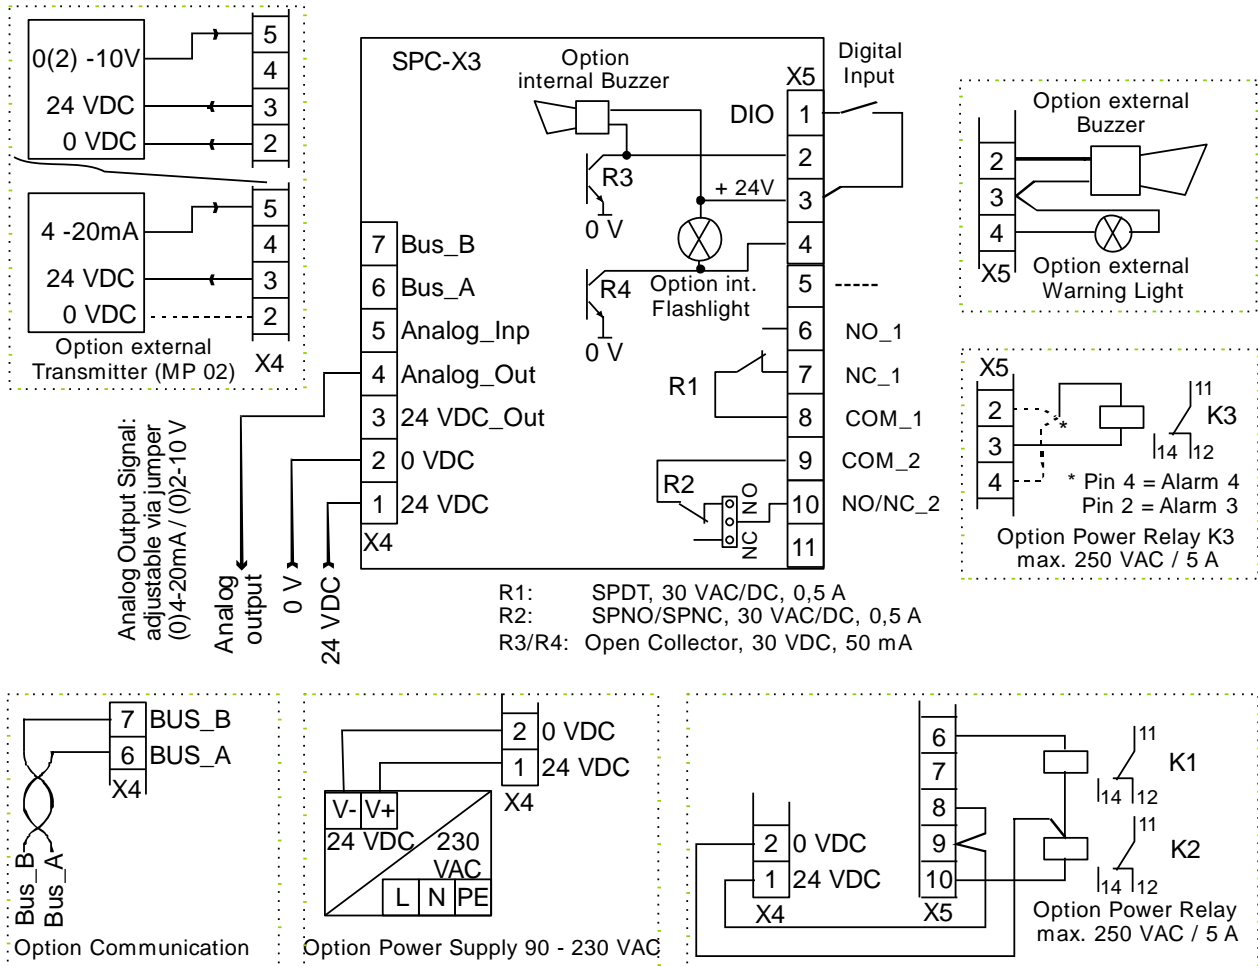 0(2) -10V
24 VDC
0 VDC
5
4
3
2
4 -20mA
24 VDC
0 VDC
5
4
3
2
Option external
Transmitter (MP 02)
X4
SPC-X3
Option
internal Buzzer
X5
Digital
Input
DIO
1
2
3
4
5
6
7
8
9
10
11
R3
0 V
+ 24V
R4
0 V
Option int.
Flashlight
-----
NO_1
NC_1
COM_1
COM_2
NO/NC_2
R1
R2
NO
NC
7 Bus_B
6 Bus_A
5 Analog_Inp
4 Analog_Out
3 24 VDC_Out
2 0 VDC
1 24 VDC
X4
Analog Output Signal:
adjustable via jumper
(0)4-20mA / (0)2-10 V
Analog
output
0 V
24 VDC
R1: SPDT, 30 VAC/DC, 0,5 A
R2: SPNO/SPNC, 30 VAC/DC, 0,5 A
R3/R4: Open Collector, 30 VDC, 50 mA
Option external
Buzzer
2
3
4
X5
Option external
Warning Light
X5
2
3
4
*
11
K3
14 12
* Pin 4 = Alarm 4
Pin 2 = Alarm 3
Option Power Relay K3
max. 250 VAC / 5 A
7 BUS_B
6 BUS_A
X4
Bus_B
Bus_A
Option Communication
2 0 VDC
1 24 VDC
X4
V- V+
24 VDC
230
VAC
L N PE
Option Power Supply 90 - 230 VAC
2 0 VDC
1 24 VDC
X4
6
7
8
9
10
X5
11
K1
14 12
11
K2
14 12
Option Power Relay
max. 250 VAC / 5 A